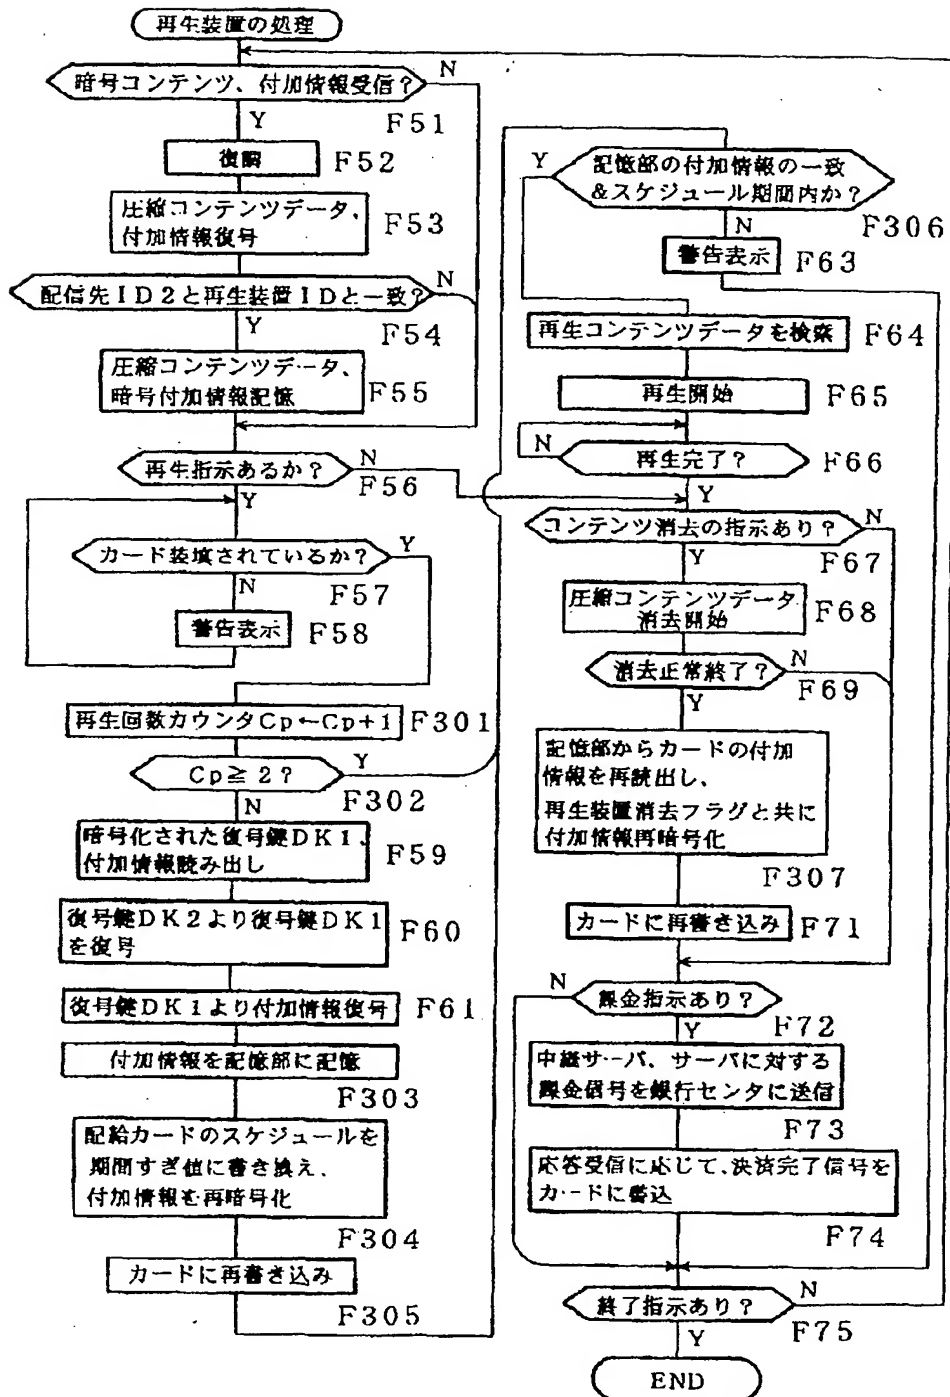 再生装置の処理
暗号コンテンツ、付加情報受信?
N
Y
F51
復調
F52
圧縮コンテンツデータ、
付加情報復号
F53
配信先ID2と再生装置IDと一致?
N
Y
F54
圧縮コンテンツデータ、
暗号付加情報記憶
F55
再生指示あるか?
N
F56
Y
カード装填されているか?
Y
N
F57
警告表示
F58
再生回数カウンタCp←Cp+1
F301
Cp≧2?
Y
F302
N
暗号化された復号鍵DK1、
付加情報読み出し
F59
復号鍵DK2より復号鍵DK1
を復号
F60
復号鍵DK1より付加情報復号
F61
付加情報を記憶部に記憶
F303
配給カードのスケジュールを
期間すぎ値に書き換え、
付加情報を再暗号化
F304
カードに再書き込み
F305
Y
記憶部の付加情報の一致
&スケジュール期間内か?
F306
N
警告表示
F63
再生コンテンツデータを検索
F64
再生開始
F65
N
再生完了?
F66
Y
コンテンツ消去の指示あり?
N
Y
F67
圧縮コンテンツデータ
消去開始
F68
消去正常終了?
N
F69
Y
記憶部からカードの付加
情報を再読出し、
再生装置消去フラグと共に
付加情報再暗号化
F307
カードに再書き込み
F71
N
課金指示あり?
Y
F72
中継サーバ、サーバに対する
課金信号を銀行センタに送信
F73
応答受信に応じて、決済完了信号を
カードに書込
F74
終了指示あり?
N
F75
Y
END